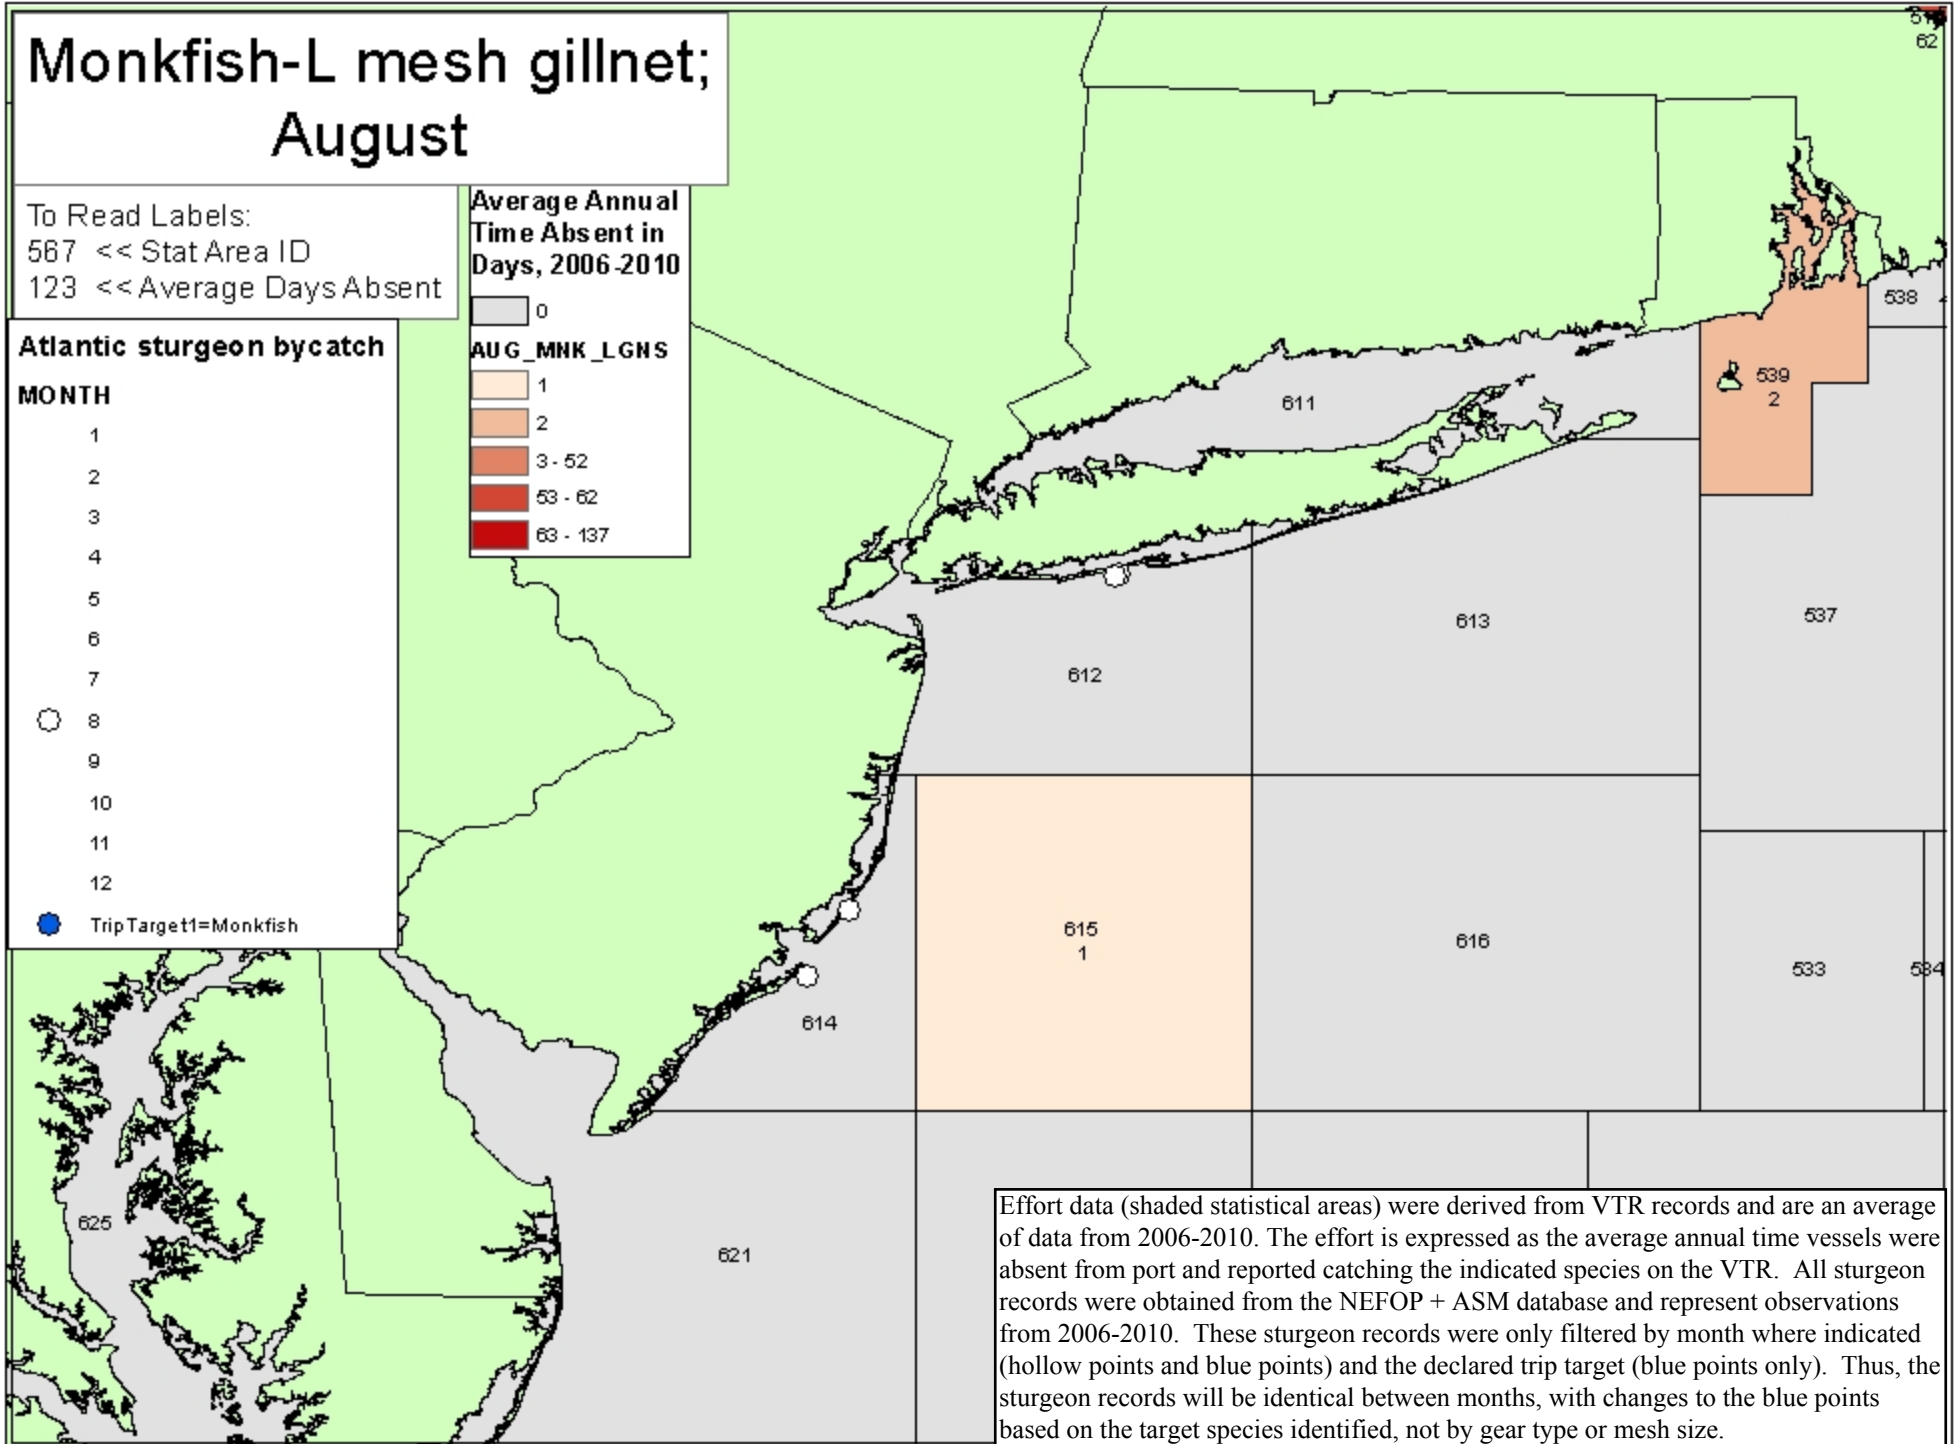 Monkfish-L mesh gillnet;
August
To Read Labels:
567 << Stat Area ID
123 << Average Days Absent
Average Annual
Time Absent in
Days, 2006-2010
0
AUG_MNK_LGNS
1
2
3 - 52
53 - 62
63 - 137
Atlantic sturgeon bycatch
MONTH
1
2
3
4
5
6
7
8
9
10
11
12
TripTarget1=Monkfish
62
538
539
2
611
613
537
612
615
1
616
533
534
614
625
621
Effort data (shaded statistical areas) were derived from VTR records and are an average
of data from 2006-2010. The effort is expressed as the average annual time vessels were
absent from port and reported catching the indicated species on the VTR.  All sturgeon
records were obtained from the NEFOP + ASM database and represent observations
from 2006-2010.  These sturgeon records were only filtered by month where indicated
(hollow points and blue points) and the declared trip target (blue points only).  Thus, the
sturgeon records will be identical between months, with changes to the blue points
based on the target species identified, not by gear type or mesh size.